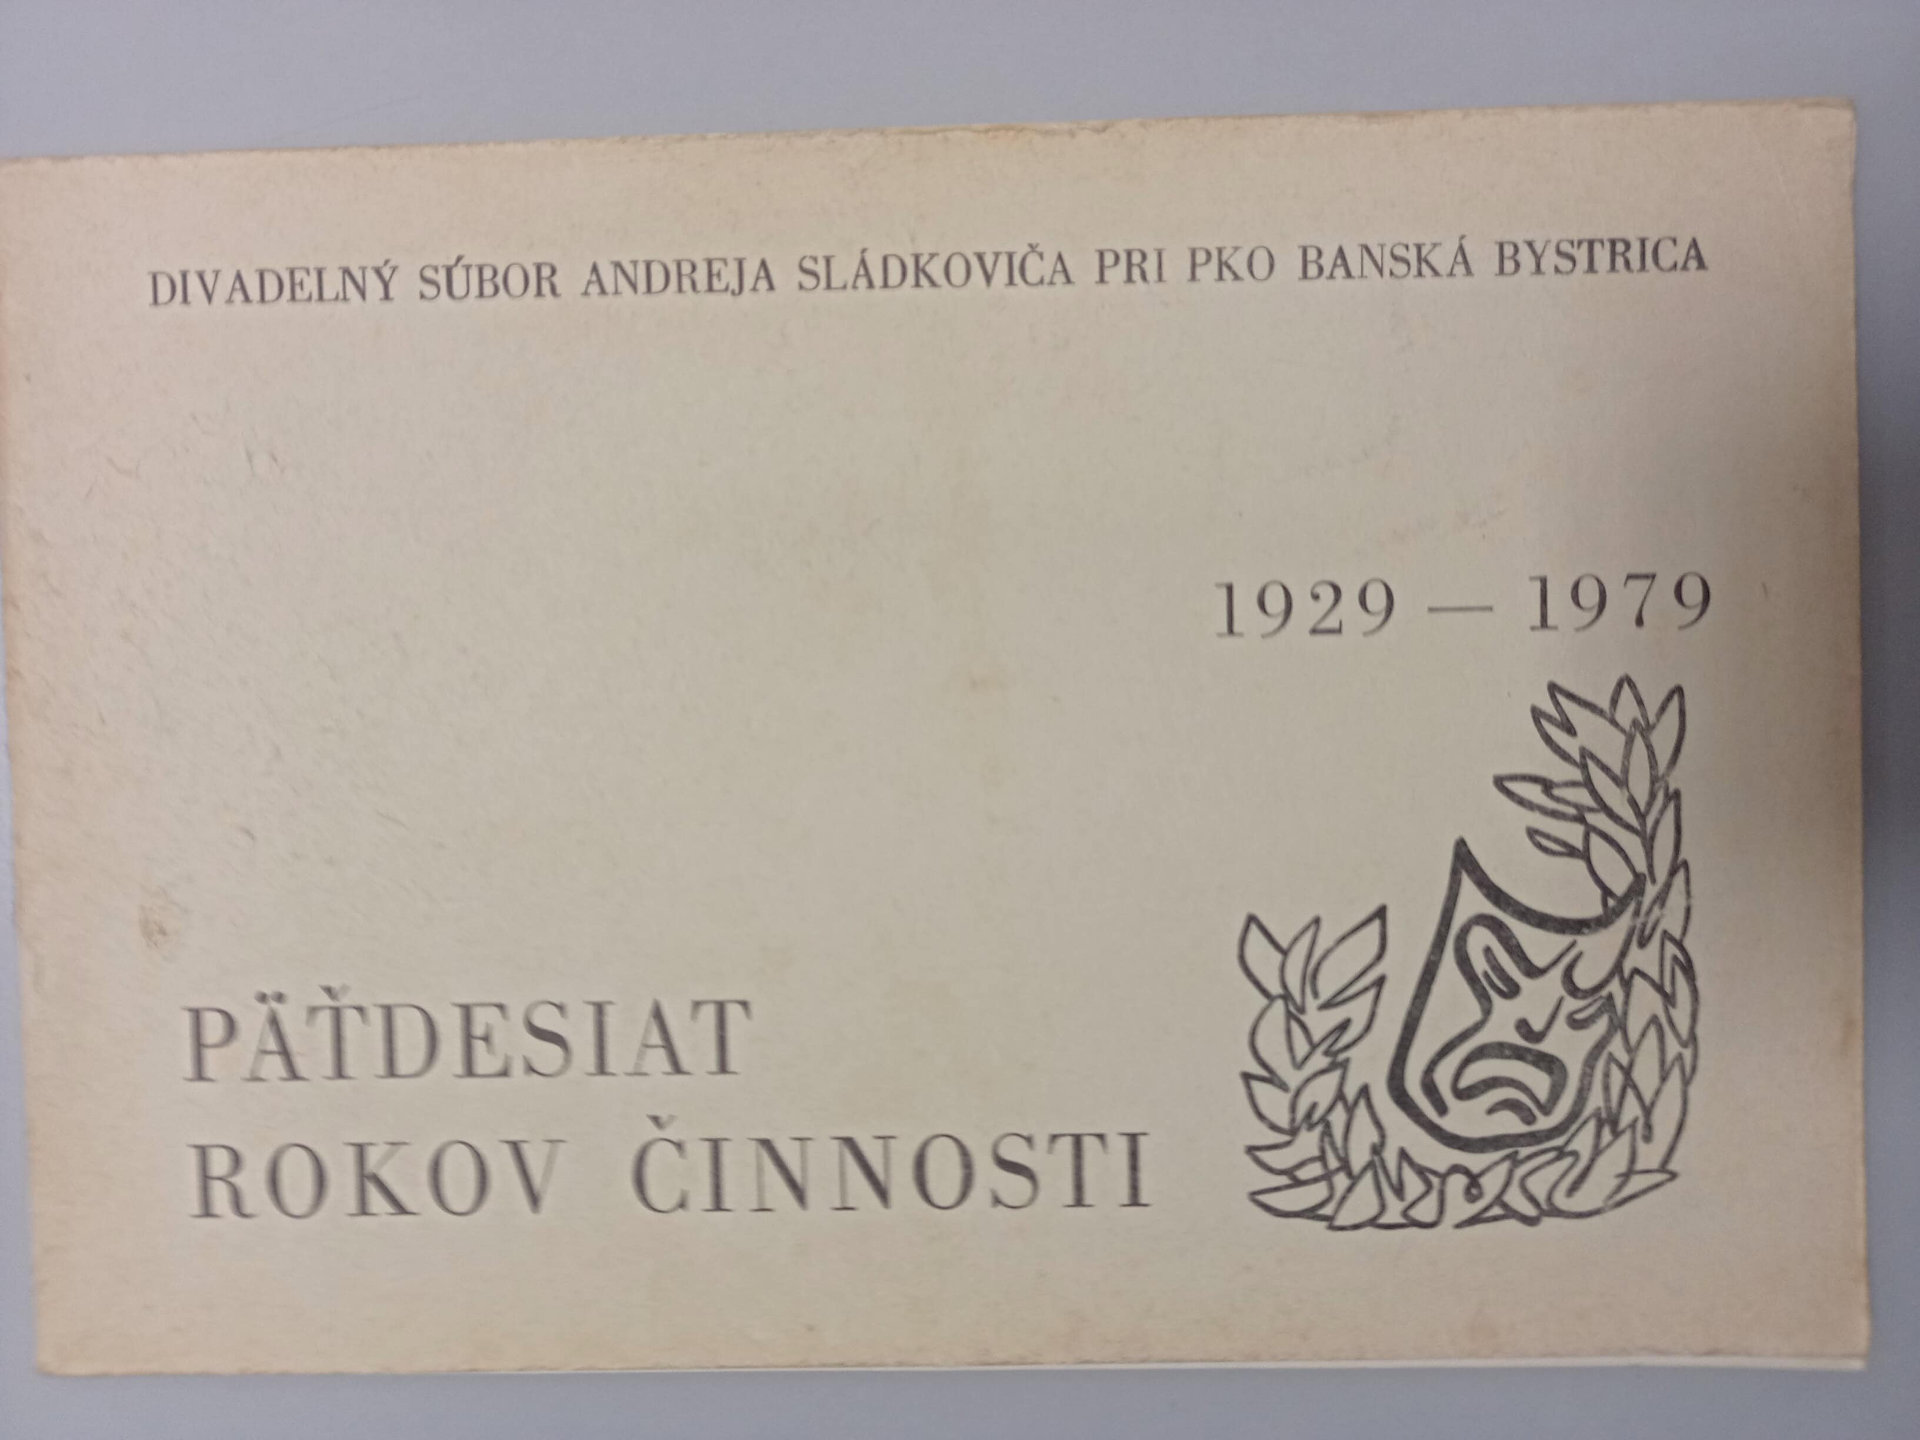 DIVADELNÝ SÚBOR ANDREJA SLÁDKOVIČA PRI PKO BANSKÁ BYSTRICA
1929 — 1979
PÄŤDESIAT
ROKOV ČINNOSTI